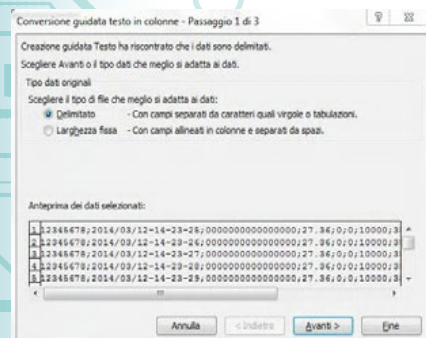 Conversione guidata testo in colonne - Passaggio 1 di 3
Creazione guidata Testo ha riscontrato che i dati sono delimitati.
Scegliere Avanti o il tipo dati che meglio si adatta ai dati.
Tipo dati originali
Scegliere il tipo di file che meglio si adatta ai dati:
Delimitato - Con campi separati da caratteri quali virgole o tabulazioni.
Larghezza fissa - Con campi allineati in colonne e separati da spazi.
Anteprima dei dati selezionati:
1 12345678;2014/03/12-14-23-25;0000000000000000;27.36;0;0;10000;3
2 12345678;2014/03/12-14-23-26;0000000000000000;27.36;0;0;10000;3
3 12345678;2014/03/12-14-23-27;0000000000000000;27.36;0;0;10000;3
4 12345678;2014/03/12-14-23-28;0000000000000000;27.36;0;0;10000;3
5 12345678;2014/03/12-14-23-29;0000000000000000;27.36;0;0;10000;3
Annulla < Indietro Avanti > Fine